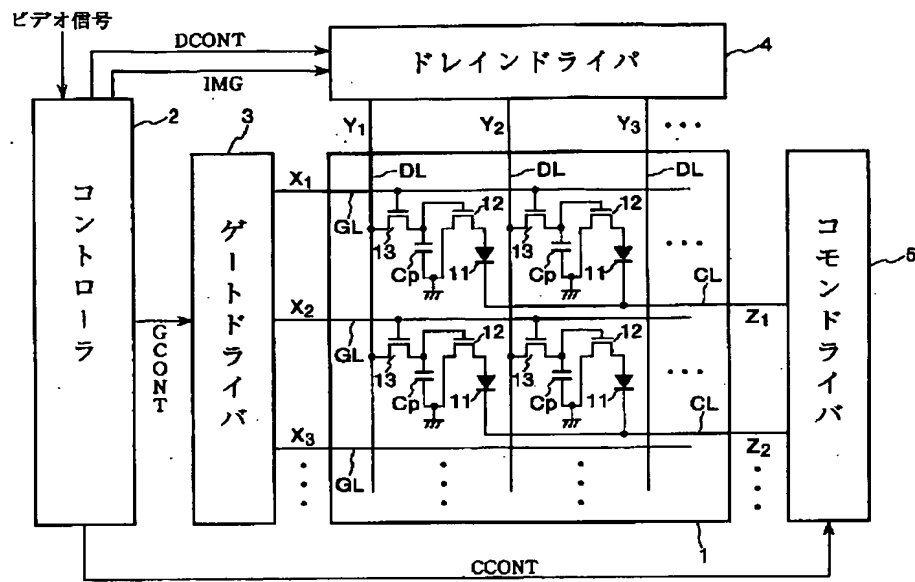 ビデオ信号
DCONT
IMG
ドレインドライバ
4
2
コントローラ
3
ゲートドライバ
GCONT
Y1 Y2 Y3 ・・・
DL DL DL
X1
GL
13 12 13 12
Cp 11 Cp 11
・・・
CL
Z1
X2
GL
13 12 13 12
Cp 11 Cp 11
・・・
CL
Z2
X3
GL
コモンドライバ
5
1
CCONT